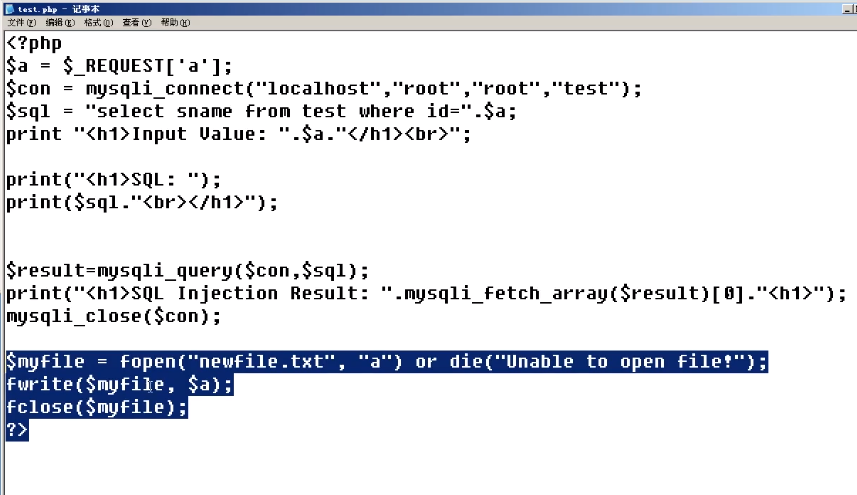 test.php - 记事本
文件(F) 编辑(E) 格式(O) 查看(V) 帮助(H)
<?php
$a = $_REQUEST['a'];
$con = mysqli_connect("localhost","root","root","test");
$sql = "select sname from test where id=".$a;
print "<h1>Input Value: ".$a."</h1><br>";
print("<h1>SQL: ");
print($sql."<br></h1>");
$result=mysqli_query($con,$sql);
print("<h1>SQL Injection Result: ".mysqli_fetch_array($result)[0]."<h1>");
mysqli_close($con);
$myfile = fopen("newfile.txt", "a") or die("Unable to open file!");
fwrite($myfile, $a);
fclose($myfile);
?>